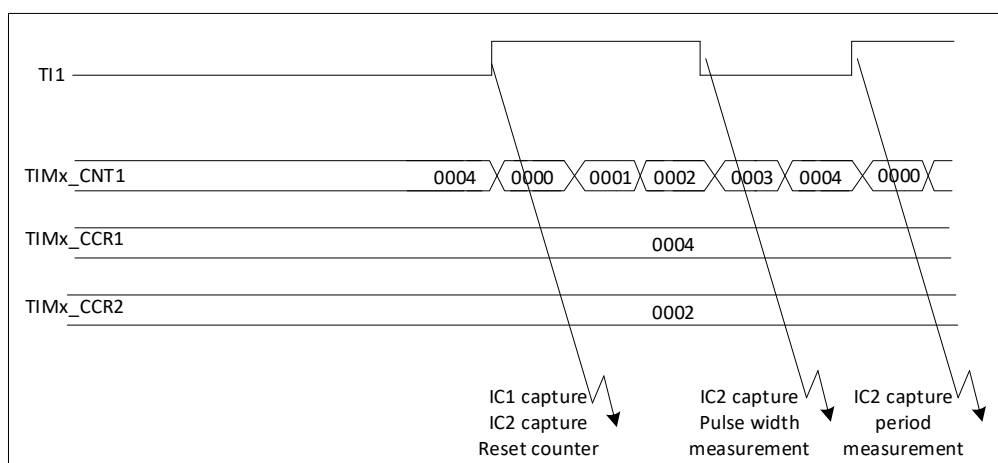 TI1
TIMx_CNT1
0004 0000 0001 0002 0003 0004 0000
TIMx_CCR1
0004
TIMx_CCR2
0002
IC1 capture
IC2 capture
Reset counter
IC2 capture
Pulse width
measurement
IC2 capture
period
measurement